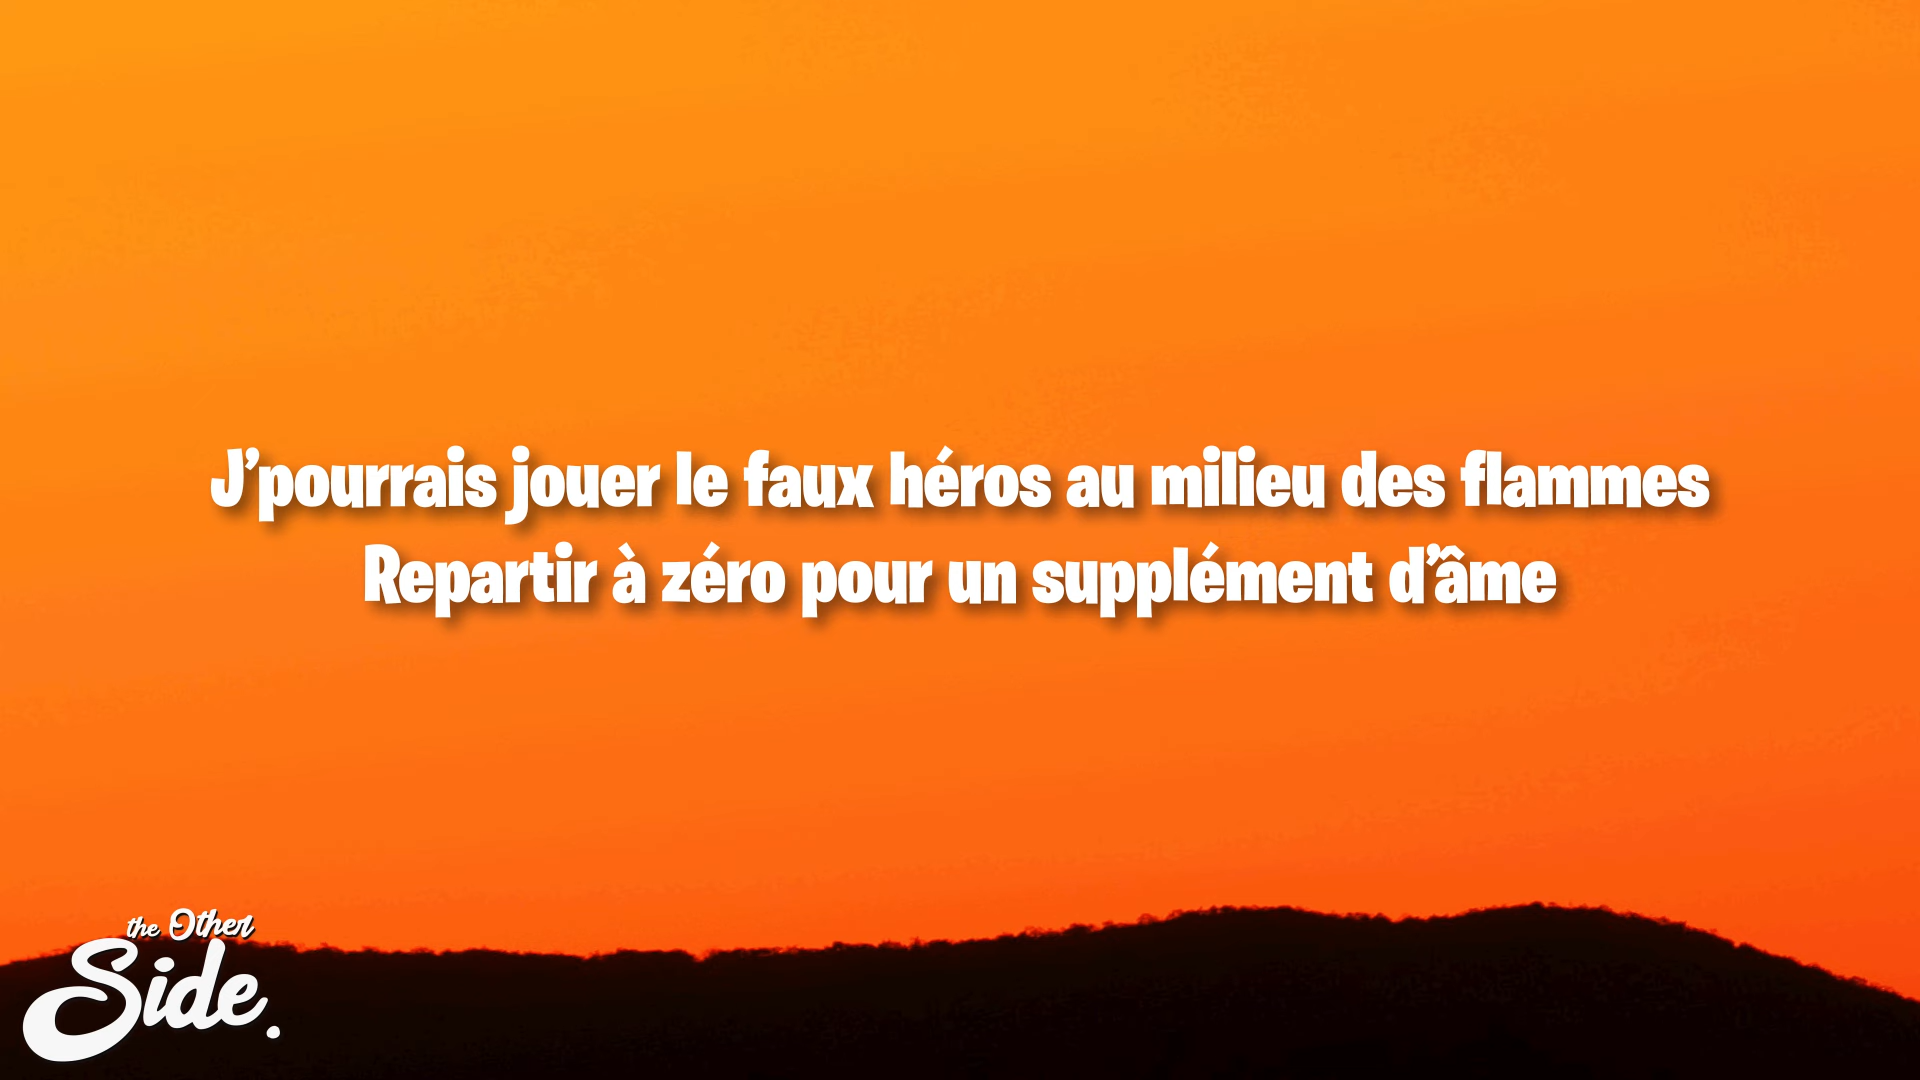 J’pourrais jouer le faux héros au milieu des flammes
Repartir à zéro pour un supplément d’âme
the Other
Side.